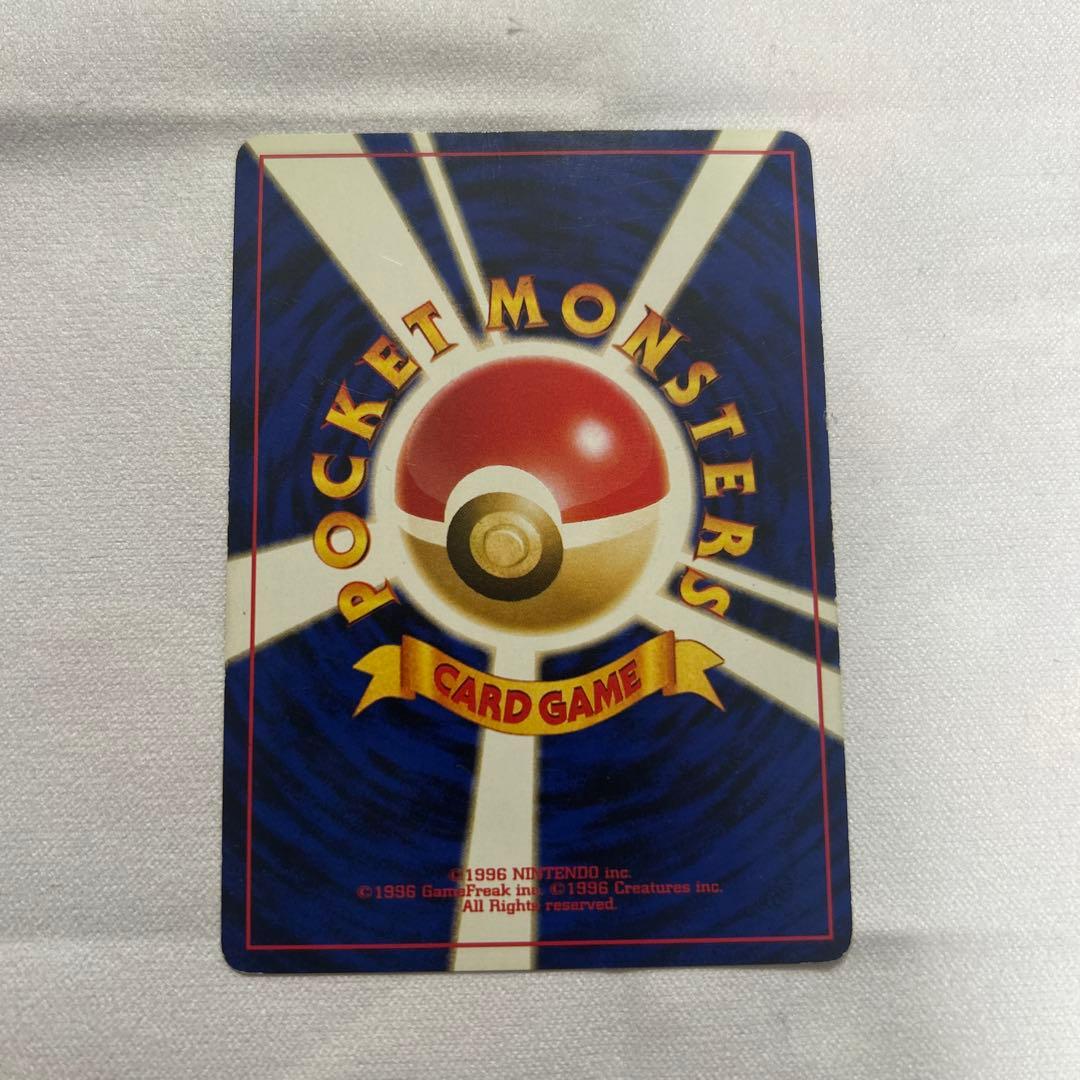 POCKET MONSTERS
CARD GAME
©1996 NINTENDO inc.
©1996 GameFreak inc. ©1996 Creatures inc.
All Rights reserved.